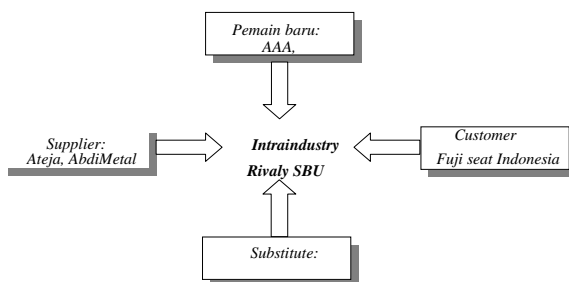 Pemain baru:
AAA,
Supplier:
Ateja, AbdiMetal
Intraindustry
Rivaly SBU
Customer
Fuji seat Indonesia
Substitute: